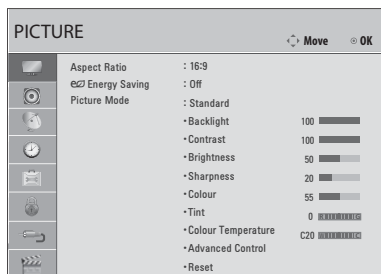 PICTURE
Move OK
Aspect Ratio : 16:9
Energy Saving : Off
Picture Mode : Standard
•Backlight 100
•Contrast 100
•Brightness 50
•Sharpness 20
•Colour 55
•Tint 0
•Colour Temperature C20
•Advanced Control
•Reset